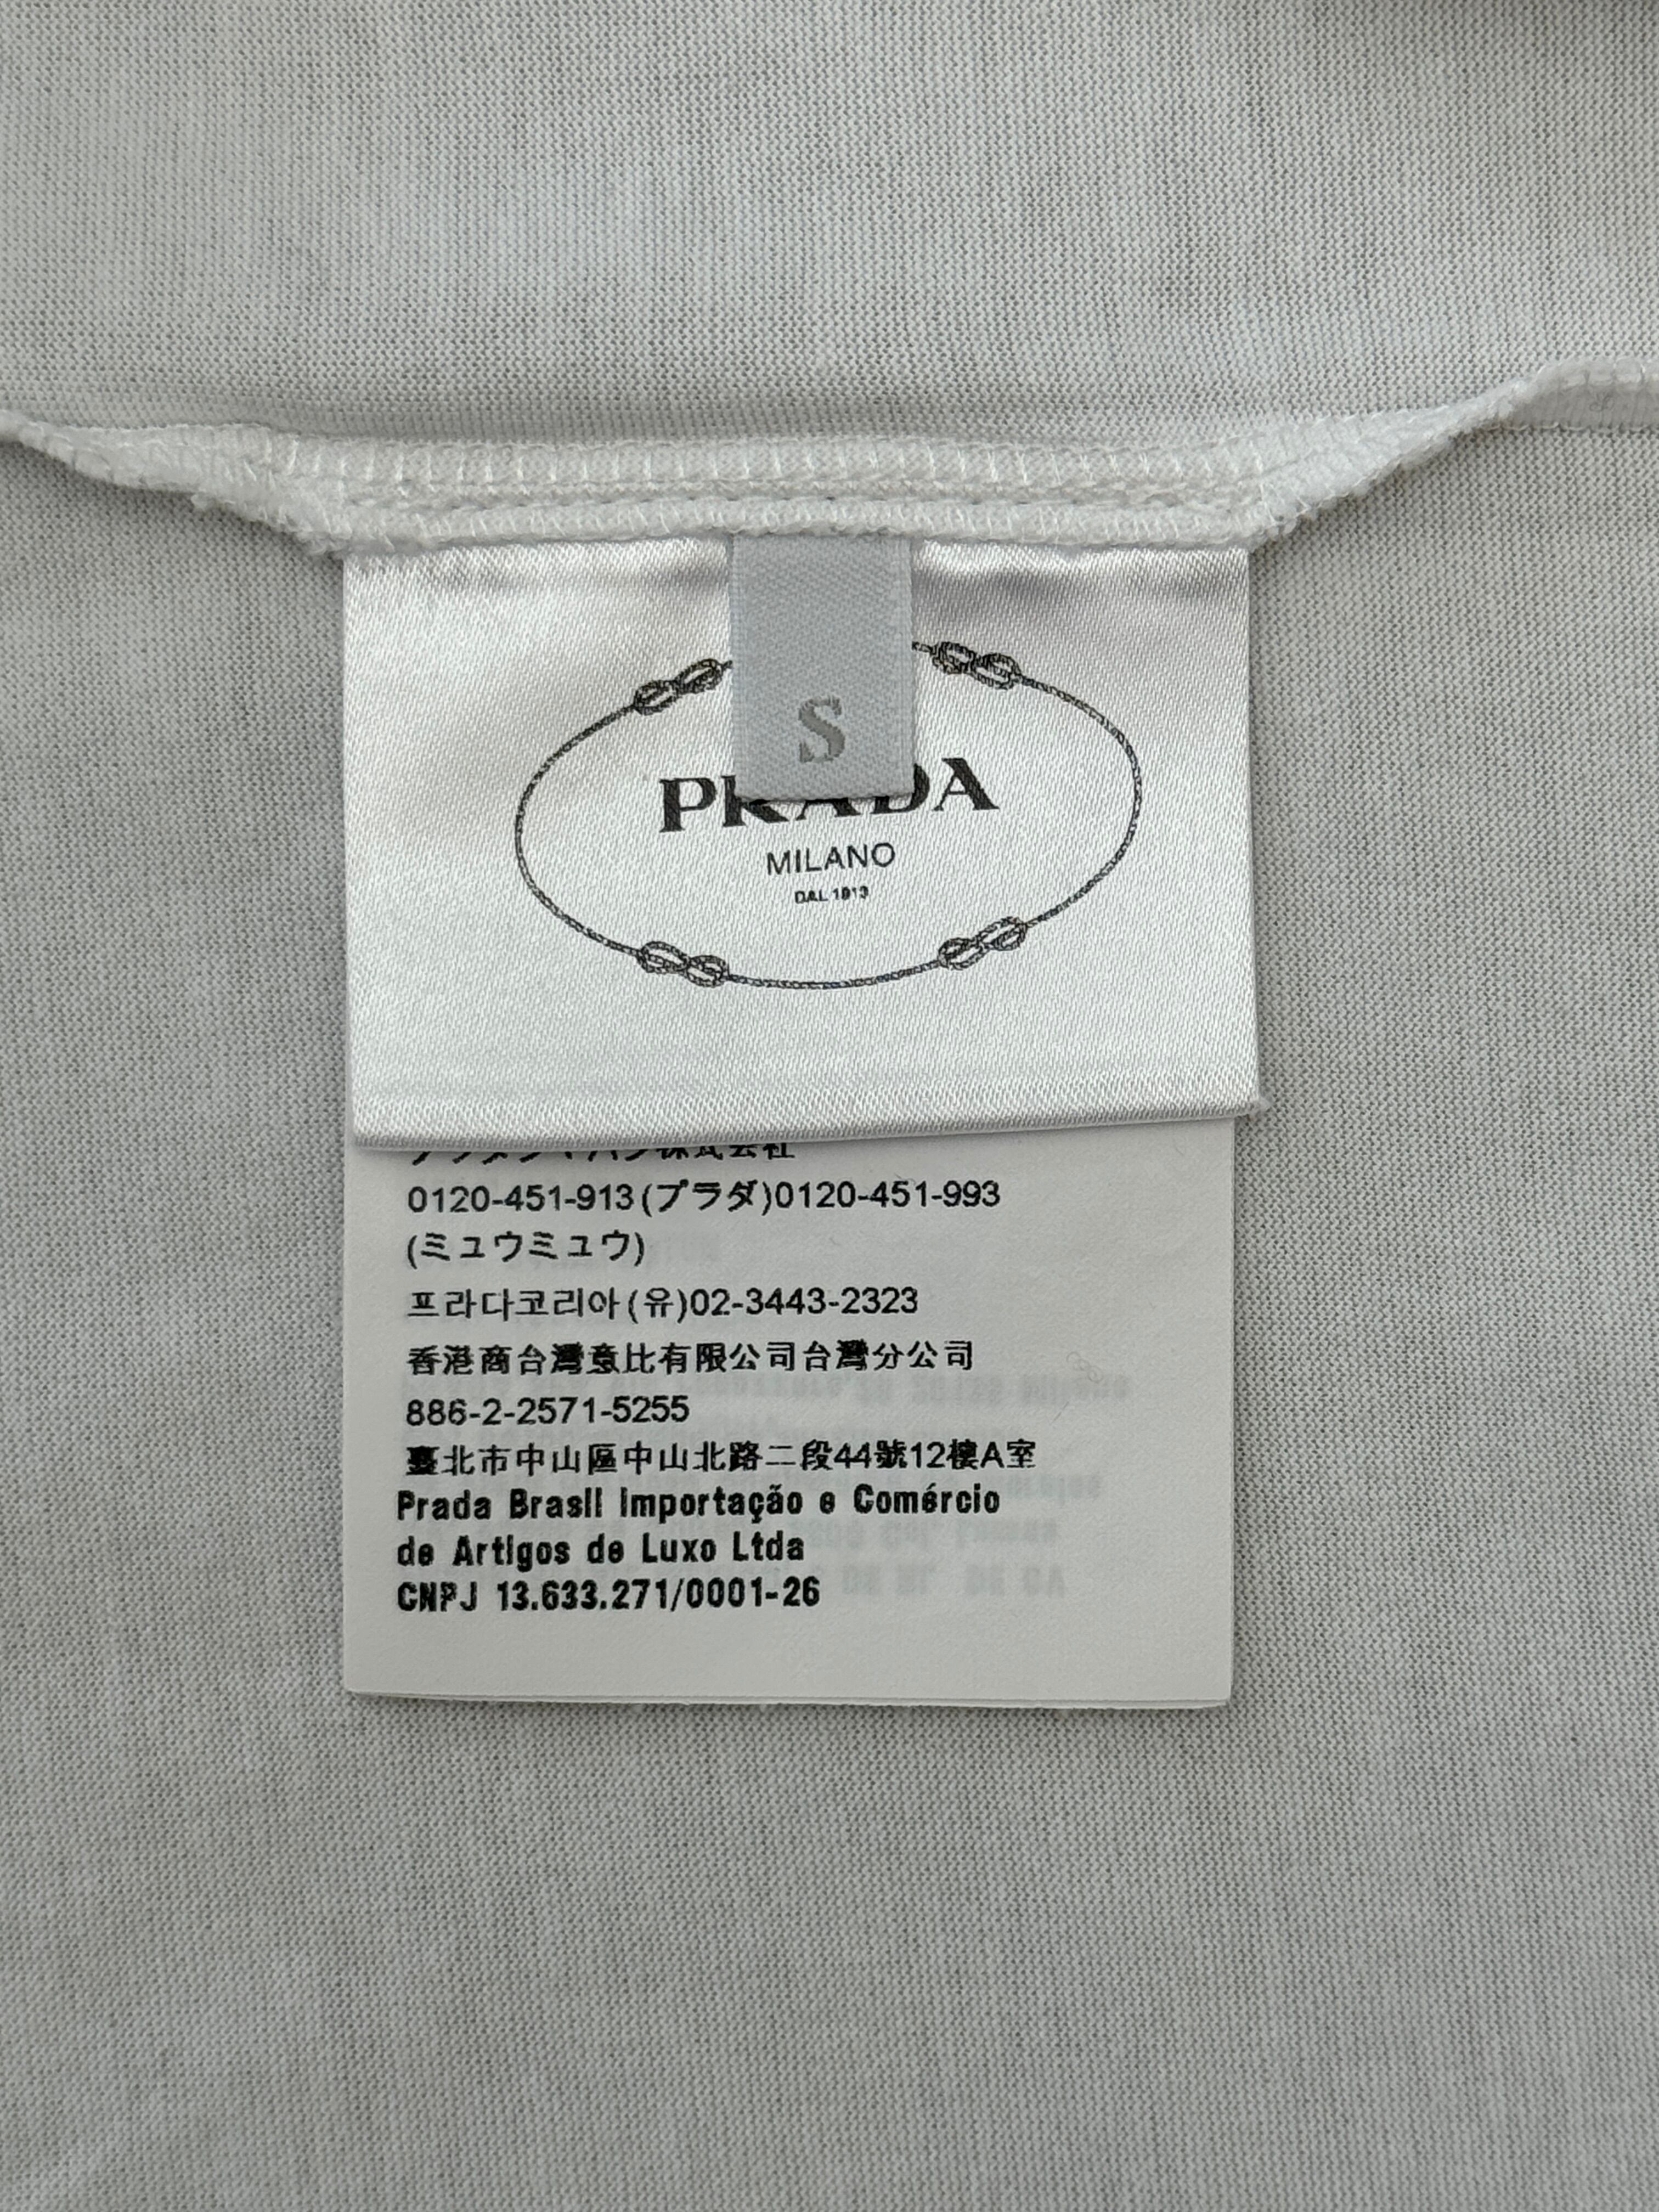 S
PRADA
MILANO
DAL 1913
株式会社
0120-451-913(プラダ)0120-451-993
(ミュウミュウ)
프라다코리아(유)02-3443-2323
香港商台灣意比有限公司台灣分公司
886-2-2571-5255
臺北市中山區中山北路二段44號12樓A室
Prada Brasil Importação e Comércio
de Artigos de Luxo Ltda
CNPJ 13.633.271/0001-26